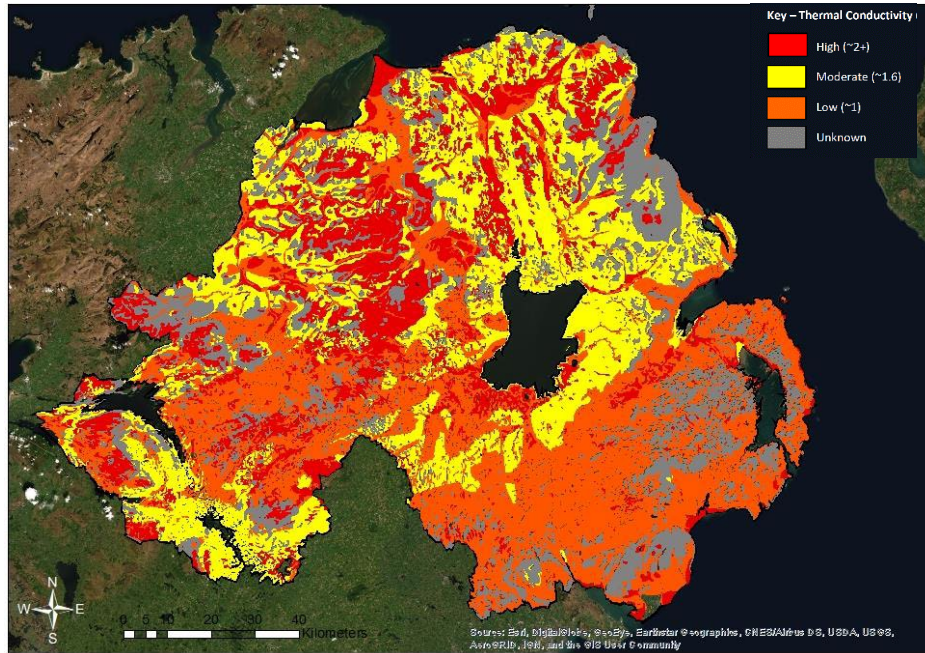 Key – Thermal Conductivity (
High (~2+)
Moderate (~1.6)
Low (~1)
Unknown
N
W E
S
0 5 10 20 30 40
Kilometers
Source: Esri, DigitalGlobe, GeoEye, Earthstar Geographics, CNES/Airbus DS, USDA, USGS,
AeroGRID, IGN, and the GIS User Community